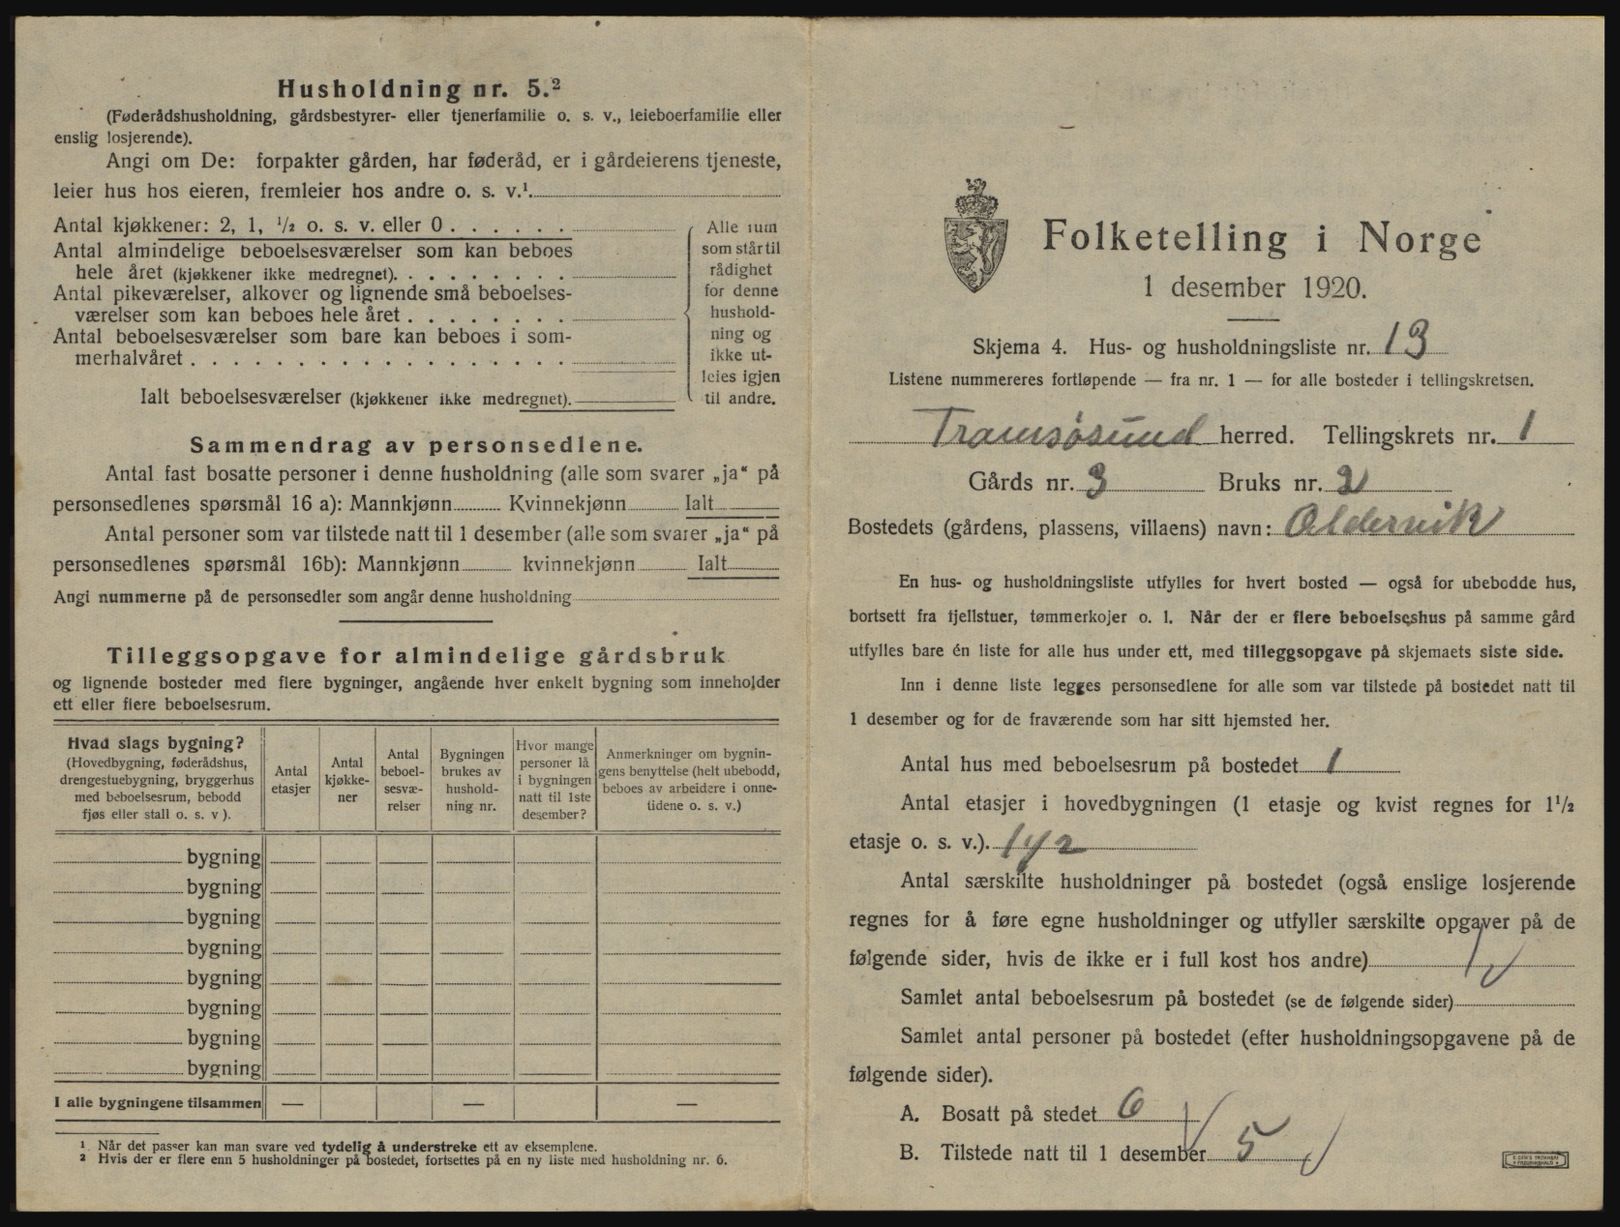 Husholdning nr. 5.²
(Føderådshusholdning, gårdsbestyrer- eller tjenerfamilie o. s. v., leieboerfamilie eller
enslig losjerende).
Angi om De: forpakter gården, har føderåd, er i gårdeierens tjeneste,
leier hus hos eieren, fremleier hos andre o. s. v.¹
Antal kjøkkener: 2, 1, ½ o. s. v. eller 0 . . . . . .
Antal almindelige beboelsesværelser som kan beboes
hele året (kjøkkener ikke medregnet). . . . . . . . .
Antal pikeværelser, alkover og lignende små beboelses-
værelser som kan beboes hele året . . . . . . . .
Antal beboelsesværelser som bare kan beboes i som-
merhalvåret . . . . . . . . . . . . . . . . . .
Ialt beboelsesværelser (kjøkkener ikke medregnet).
Alle rum
som står til
rådighet
for denne
hushold-
ning og
ikke ut-
leies igjen
til andre.
Sammendrag av personsedlene.
Antal fast bosatte personer i denne husholdning (alle som svarer „ja“ på
personsedlenes spørsmål 16 a): Mannkjønn Kvinnekjønn Ialt
Antal personer som var tilstede natt til 1 desember (alle som svarer „ja“ på
personsedlenes spørsmål 16b): Mannkjønn kvinnekjønn Ialt
Angi nummerne på de personsedler som angår denne husholdning
Tilleggsopgave for almindelige gårdsbruk
og lignende bosteder med flere bygninger, angående hver enkelt bygning som inneholder
ett eller flere beboelsesrum.
Hvad slags bygning?
(Hovedbygning, føderådshus,
drengestuebygning, bryggerhus
med beboelsesrum, bebodd
fjøs eller stall o. s. v).
Antal
etasjer
Antal
kjøkke-
ner
Antal
beboel-
sesvæ-
relser
Bygningen
brukes av
hushold-
ning nr.
Hvor mange
personer lå
i bygningen
natt til 1ste
desember?
Anmerkninger om bygnin-
gens benyttelse (helt ubebodd,
beboes av arbeidere i onne-
tidene o. s. v.)
bygning
bygning
bygning
bygning
bygning
bygning
bygning
bygning
I alle bygningene tilsammen — — —
¹ Når det passer kan man svare ved tydelig å understreke ett av eksemplene.
² Hvis der er flere enn 5 husholdninger på bostedet, fortsettes på en ny liste med husholdning nr. 6.
Folketelling i Norge
1 desember 1920.
Skjema 4. Hus- og husholdningsliste nr. 13
Listene nummereres fortløpende — fra nr. 1 — for alle bosteder i tellingskretsen.
Tromsøsund herred. Tellingskrets nr. 1
Gårds nr. 3 Bruks nr. 2
Bostedets (gårdens, plassens, villaens) navn: Oldervik
En hus- og husholdningsliste utfylles for hvert bosted — også for ubebodde hus,
bortsett fra fjellstuer, tømmerkojer o. l. Når der er flere beboelseshus på samme gård
utfylles bare én liste for alle hus under ett, med tilleggsopgave på skjemaets siste side.
Inn i denne liste legges personsedlene for alle som var tilstede på bostedet natt til
1 desember og for de fraværende som har sitt hjemsted her.
Antal hus med beboelsesrum på bostedet 1
Antal etasjer i hovedbygningen (1 etasje og kvist regnes for 1½
etasje o. s. v.). 1½
Antal særskilte husholdninger på bostedet (også enslige losjerende
regnes for å føre egne husholdninger og utfyller særskilte opgaver på de
følgende sider, hvis de ikke er i full kost hos andre) 1
Samlet antal beboelsesrum på bostedet (se de følgende sider)
Samlet antal personer på bostedet (efter husholdningsopgavene på de
følgende sider).
A. Bosatt på stedet 6
B. Tilstede natt til 1 desember 5